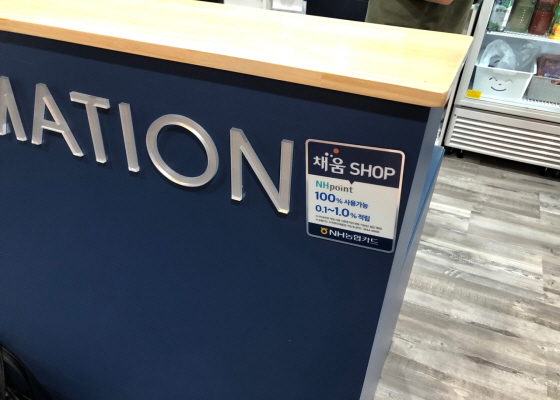 MATION
채움 SHOP
NHpoint
100% 사용가능
0.1~1.0% 적립
NH농협카드